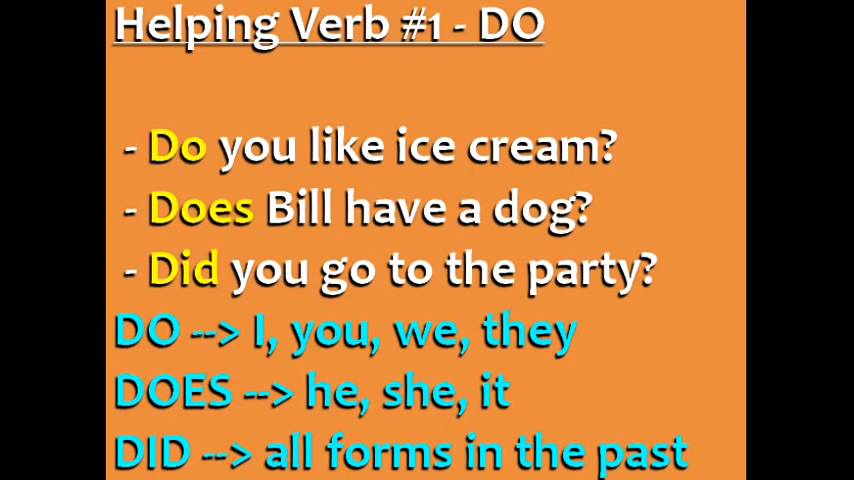 Helping Verb #1 - DO
- Do you like ice cream?
- Does Bill have a dog?
- Did you go to the party?
DO --> I, you, we, they
DOES --> he, she, it
DID --> all forms in the past